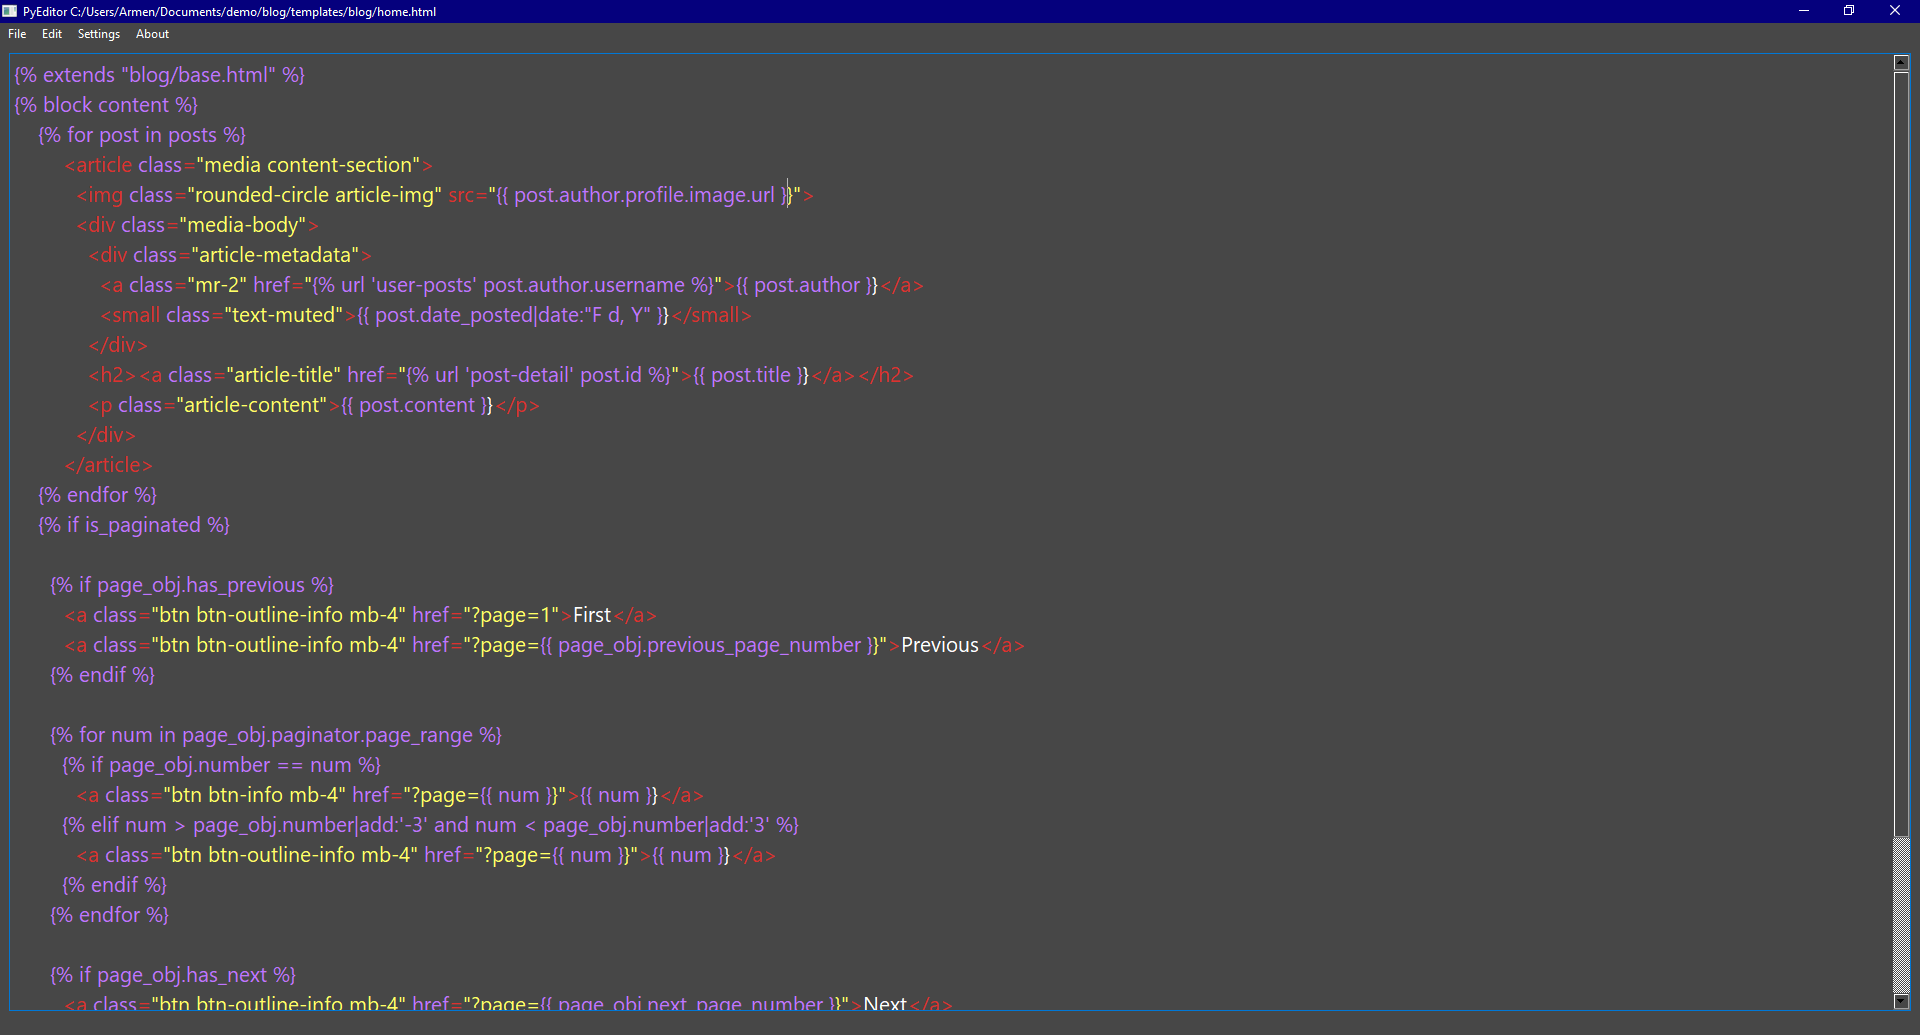 PyEditor C:/Users/Armen/Documents/demo/blog/templates/blog/home.html
File Edit Settings About
{% extends "blog/base.html" %}
{% block content %}
    {% for post in posts %}
        <article class="media content-section">
          <img class="rounded-circle article-img" src="{{ post.author.profile.image.url }}">
          <div class="media-body">
            <div class="article-metadata">
              <a class="mr-2" href="{% url 'user-posts' post.author.username %}">{{ post.author }}</a>
              <small class="text-muted">{{ post.date_posted|date:"F d, Y" }}</small>
            </div>
            <h2><a class="article-title" href="{% url 'post-detail' post.id %}">{{ post.title }}</a></h2>
            <p class="article-content">{{ post.content }}</p>
          </div>
        </article>
    {% endfor %}
    {% if is_paginated %}

      {% if page_obj.has_previous %}
        <a class="btn btn-outline-info mb-4" href="?page=1">First</a>
        <a class="btn btn-outline-info mb-4" href="?page={{ page_obj.previous_page_number }}">Previous</a>
      {% endif %}

      {% for num in page_obj.paginator.page_range %}
        {% if page_obj.number == num %}
          <a class="btn btn-info mb-4" href="?page={{ num }}">{{ num }}</a>
        {% elif num > page_obj.number|add:'-3' and num < page_obj.number|add:'3' %}
          <a class="btn btn-outline-info mb-4" href="?page={{ num }}">{{ num }}</a>
        {% endif %}
      {% endfor %}

      {% if page_obj.has_next %}
        <a class="btn btn-outline-info mb-4" href="?page={{ page_obj.next_page_number }}">Next</a>